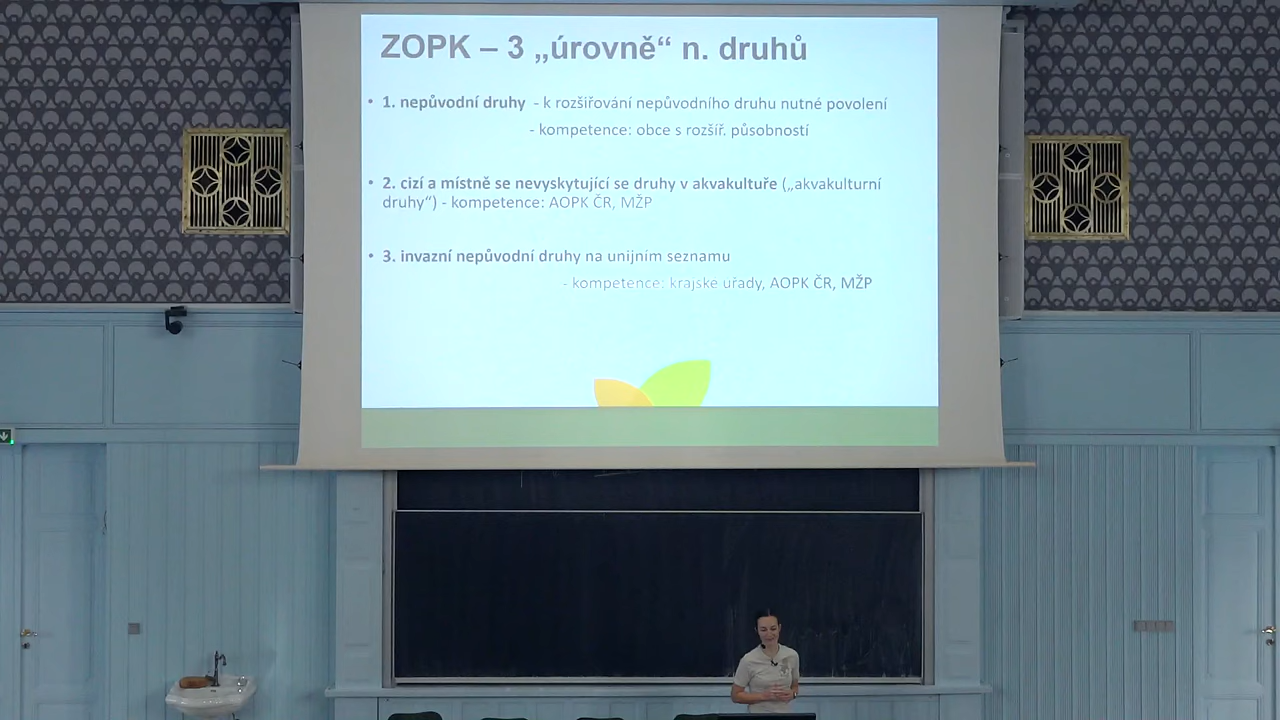 ZOPK – 3 „úrovně“ n. druhů
• 1. nepůvodní druhy - k rozšiřování nepůvodního druhu nutné povolení
- kompetence: obce s rozšíř. působností
• 2. cizí a místně se nevyskytující se druhy v akvakultuře („akvakulturní
druhy“) - kompetence: AOPK ČR, MŽP
• 3. invazní nepůvodní druhy na unijním seznamu
- kompetence: krajske uřady, AOPK ČR, MŽP